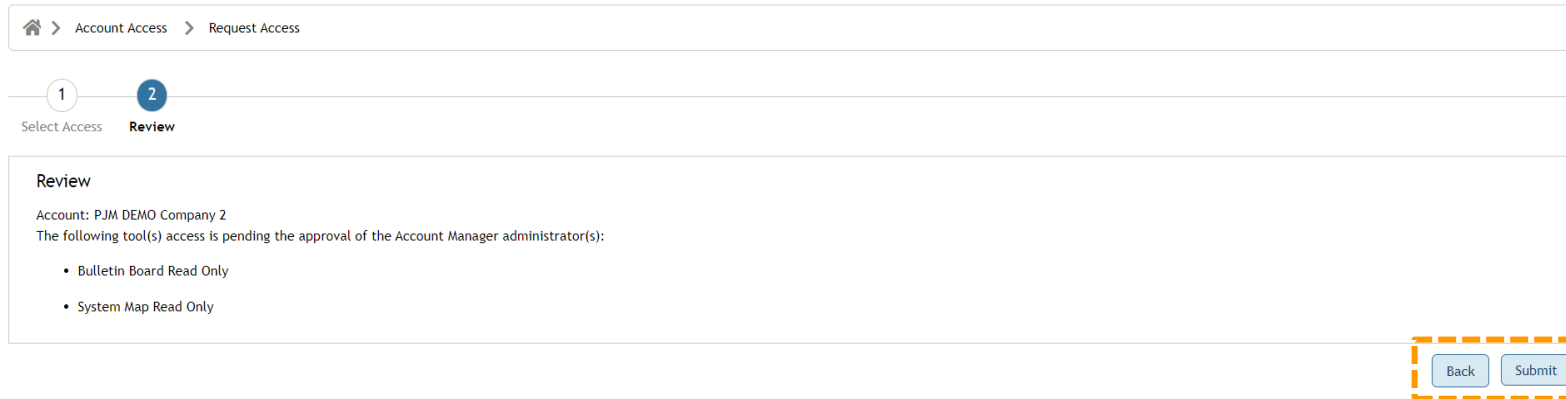 Account Access Request Access
1 2
Select Access Review
Review
Account: PJM DEMO Company 2
The following tool(s) access is pending the approval of the Account Manager administrator(s):
• Bulletin Board Read Only
• System Map Read Only
Back Submit